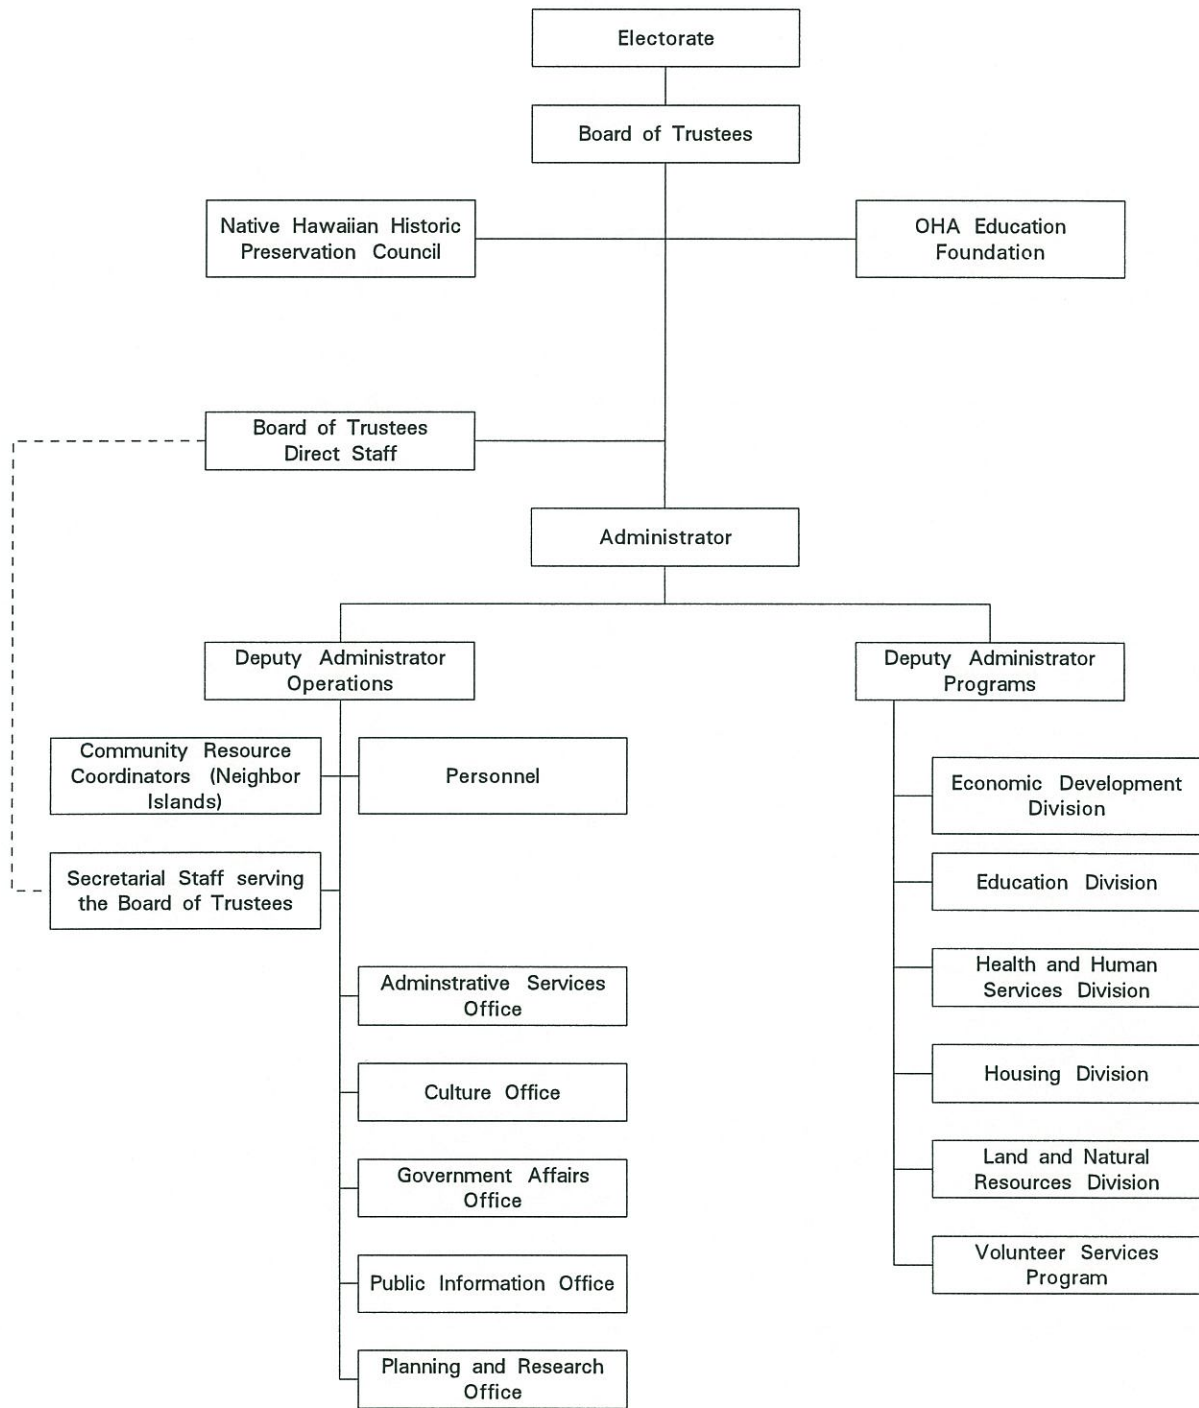 Electorate
Board of Trustees
Native Hawaiian Historic
Preservation Council
OHA Education
Foundation
Board of Trustees
Direct Staff
Administrator
Deputy Administrator
Operations
Deputy Administrator
Programs
Community Resource
Coordinators (Neighbor
Islands)
Personnel
Secretarial Staff serving
the Board of Trustees
Adminstrative Services
Office
Culture Office
Government Affairs
Office
Public Information Office
Planning and Research
Office
Economic Development
Division
Education Division
Health and Human
Services Division
Housing Division
Land and Natural
Resources Division
Volunteer Services
Program